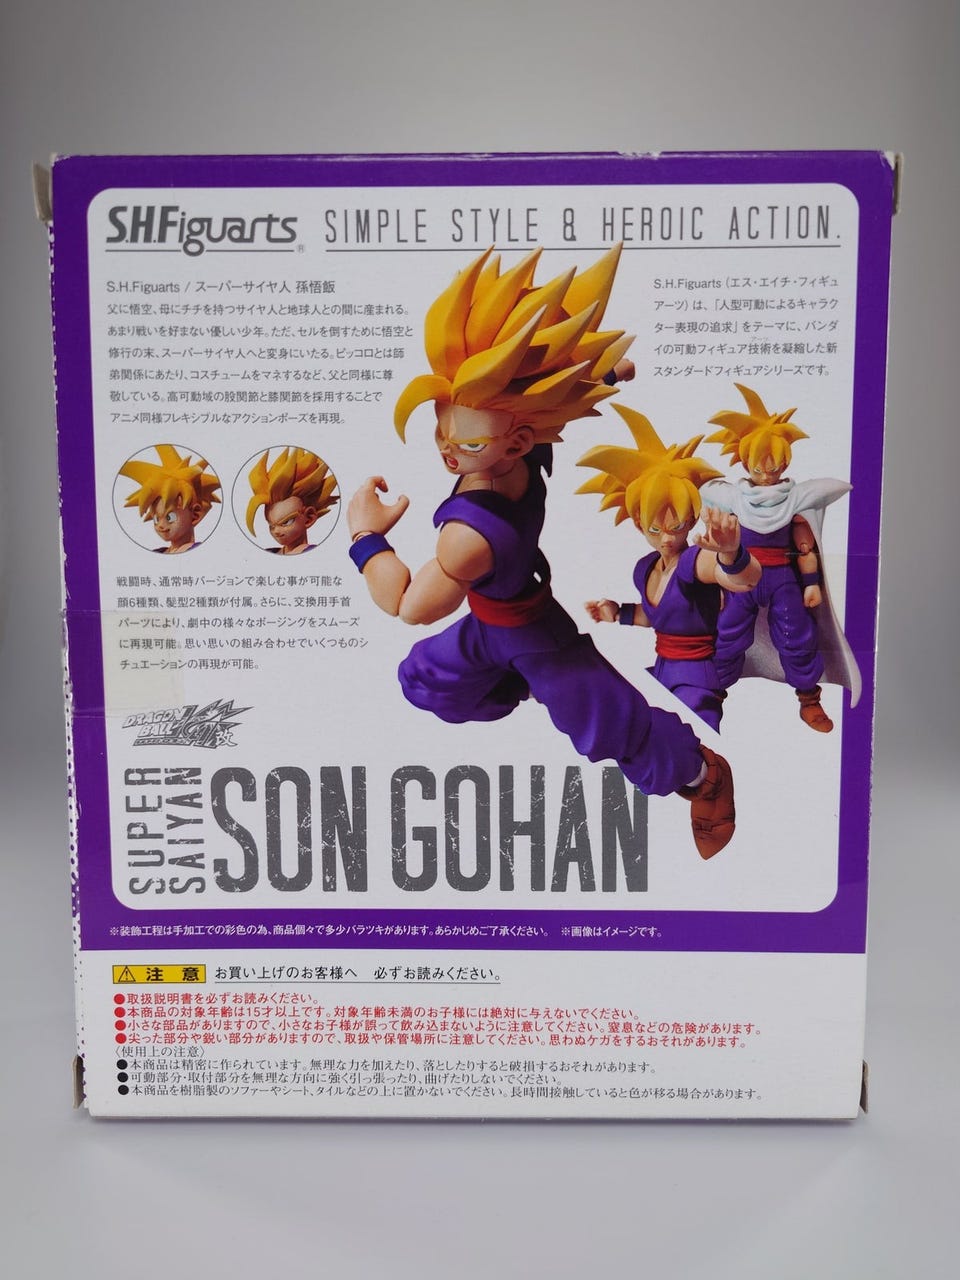 S.H.Figuarts®
SIMPLE STYLE & HEROIC ACTION.
S.H.Figuarts / スーパーサイヤ人 孫悟飯
父に悟空、母にチチを持つサイヤ人と地球人との間に産まれる。
あまり戦いを好まない優しい少年。ただ、セルを倒すために悟空と
修行の末、スーパーサイヤ人へと変身にいたる。ピッコロとは師
弟関係にあたり、コスチュームをマネするなど、父と同様に尊
敬している。高可動域の股関節と膝関節を採用することで
アニメ同様フレキシブルなアクションポーズを再現。
S.H.Figuarts (エス・エイチ・フィギュ
アーツ) は、「人型可動によるキャラク
ター表現の追求」をテーマに、バンダ
イの可動フィギュア技術を凝縮した新
スタンダードフィギュアシリーズです。
戦闘時、通常時バージョンで楽しむ事が可能な
顔6種類、髪型2種類が付属。さらに、交換用手首
パーツにより、劇中の様々なポージングをスムーズ
に再現可能。思い思いの組み合わせでいくつものシ
チュエーションの再現が可能。
DRAGON
BALL
改
SUPER
SAIYAN
SON GOHAN
※装飾工程は手加工での彩色の為、商品個々で多少バラツキがあります。あらかじめご了承ください。 ※画像はイメージです。
注意 お買い上げのお客様へ 必ずお読みください。
●取扱説明書を必ずお読みください。
●本商品の対象年齢は15才以上です。対象年齢未満のお子様には絶対に与えないでください。
●小さな部品がありますので、小さなお子様が誤って飲み込まないように注意してください。窒息などの危険があります。
●尖った部分や鋭い部分がありますので、取扱や保管場所に注意してください。思わぬケガをするおそれがあります。
〈使用上の注意〉
●本商品は精密に作られています。無理な力を加えたり、落としたりすると破損するおそれがあります。
●可動部分・取付部分を無理な方向に強く引っ張ったり、曲げたりしないでください。
●本商品を樹脂製のソファーやシート、タイルなどの上に置かないでください。長時間接触していると色が移る場合があります。